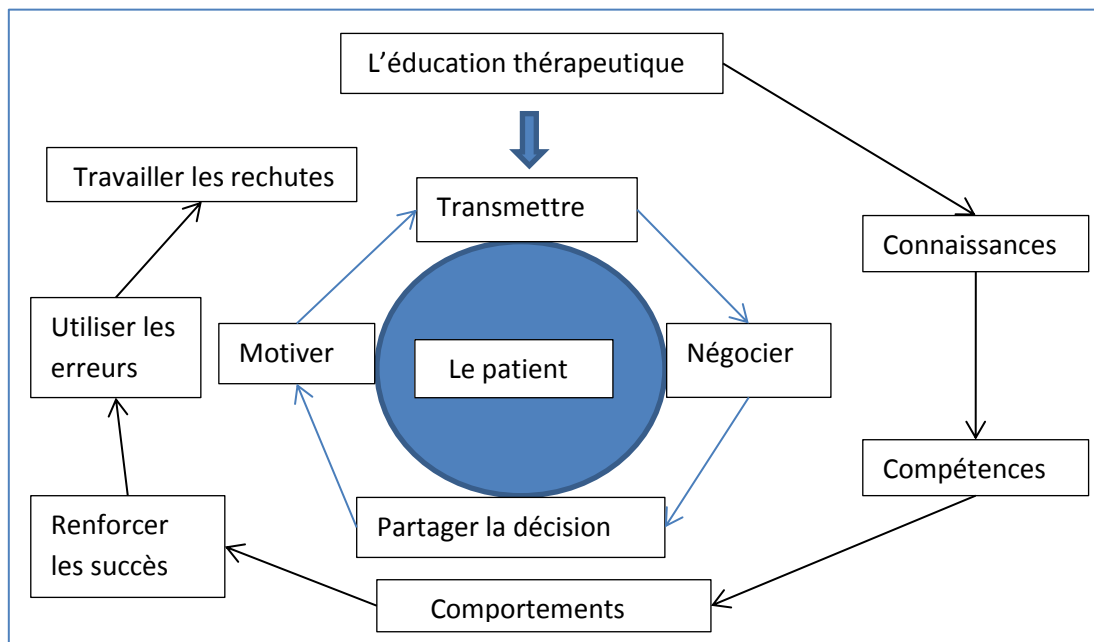 L’éducation thérapeutique
Travailler les rechutes
Transmettre
Connaissances
Utiliser les
erreurs
Motiver
Le patient
Négocier
Compétences
Renforcer
les succès
Partager la décision
Comportements